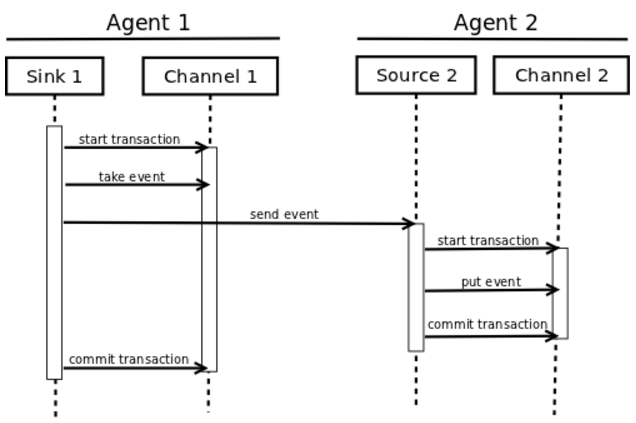 Agent 1
Agent 2
Sink 1
Channel 1
Source 2
Channel 2
start transaction
take event
send event
start transaction
put event
commit transaction
commit transaction